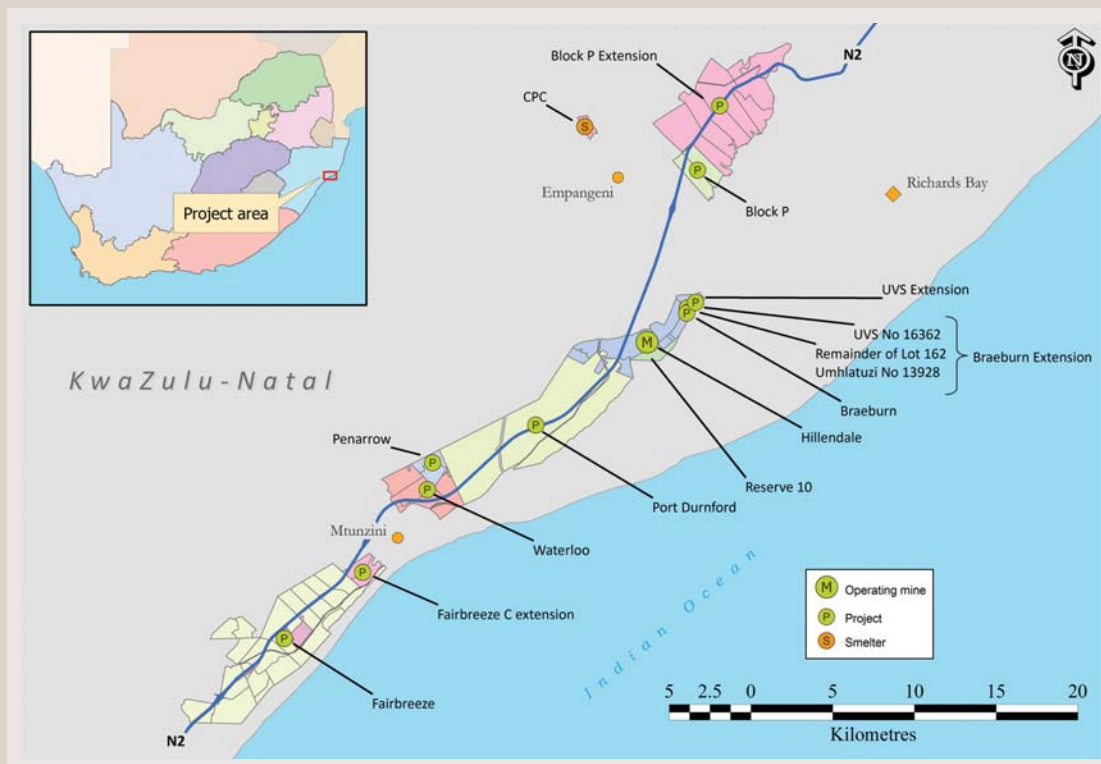 Project area
N2
Block P Extension
CPC
Empangeni
Richards Bay
Block P
UVS Extension
UVS No 16362
Remainder of Lot 162
Umhlatuzi No 13928
Braeburn Extension
KwaZulu-Natal
Braeburn
Hillendale
Penarrow
Reserve 10
Port Durnford
Mtunzini
Waterloo
Fairbreeze C extension
Fairbreeze
N2
Indian Ocean
N
P
S
P
P
P
M
P
P
P
P
P
M Operating mine
P Project
S Smelter
5 2.5 0 5 10 15 20
Kilometres